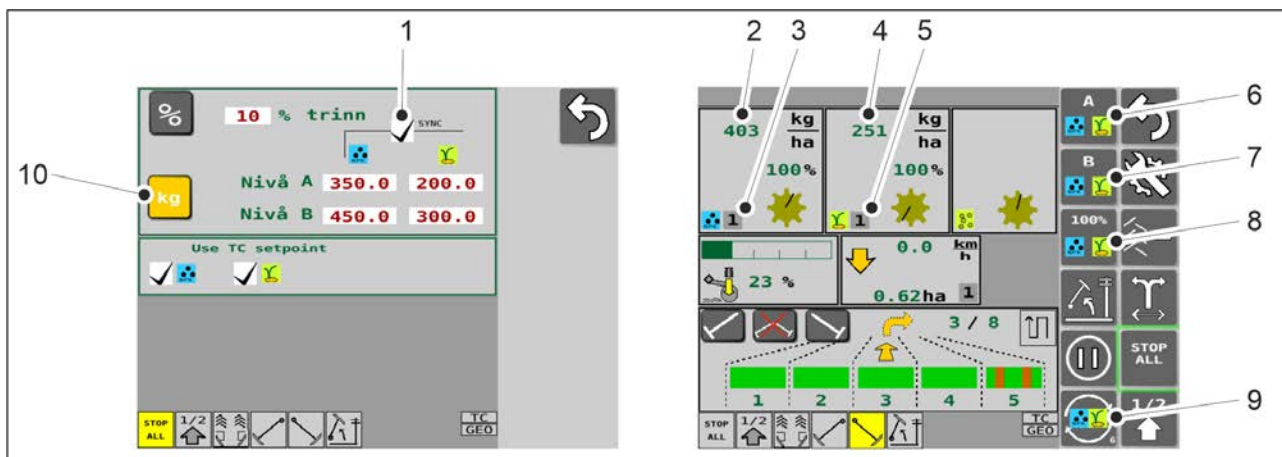 1
10 % trinn
SYNC
Nivå A 350.0 200.0
kg
Nivå B 450.0 300.0
10
Use TC setpoint
STOP
ALL
1/2
TC
GEO
2
3
4
5
403 kg
ha
251 kg
ha
100%
100%
1
1
23 %
0.0 km
h
0.62ha 1
3 / 8
1 2 3 4 5
STOP
ALL
1/2
TC
GEO
A
6
B
7
100%
8
STOP
ALL
1/2
6
9